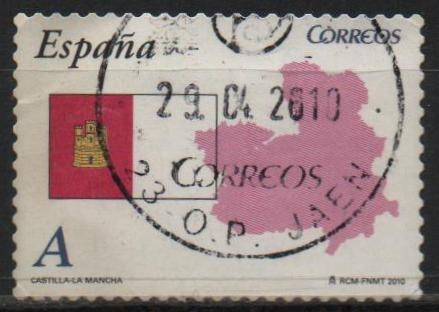 España
CORREOS
29.04.2010
CORREOS
23 O.P. JAEN
A
CASTILLA-LA MANCHA
RCM-FNMT 2010